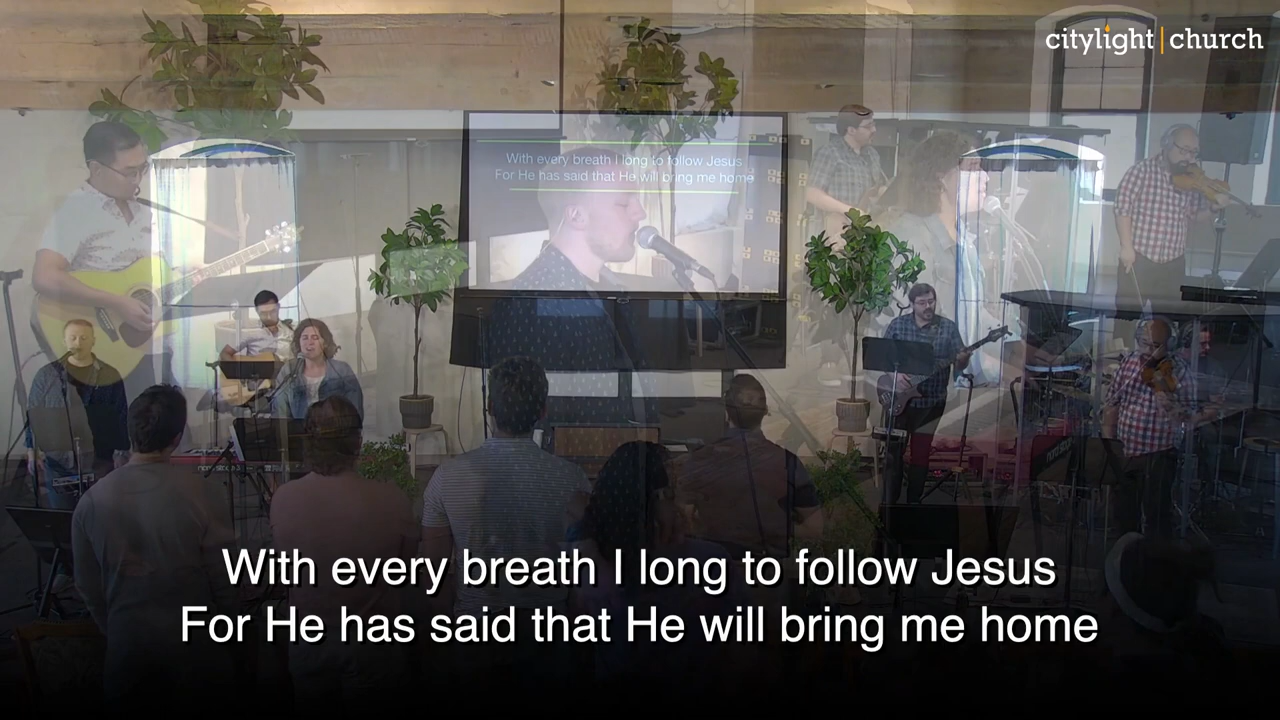 citylight | church
With every breath I long to follow Jesus
For He has said that He will bring me home
With every breath I long to follow Jesus
For He has said that He will bring me home